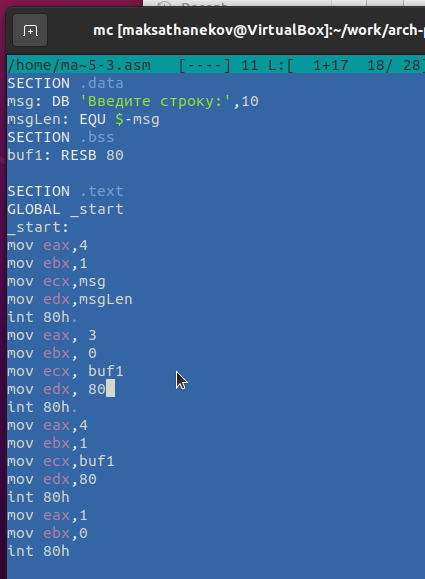 Recent
mc [maksathanekov@VirtualBox]:~/work/arch-p
/home/ma~5-3.asm [----] 11 L:[ 1+17 18/ 28]
SECTION .data
msg: DB 'Введите строку:',10
msgLen: EQU $-msg
SECTION .bss
buf1: RESB 80
SECTION .text
GLOBAL _start
_start:
mov eax,4
mov ebx,1
mov ecx,msg
mov edx,msgLen
int 80h.
mov eax, 3
mov ebx, 0
mov ecx, buf1
mov edx, 80
int 80h.
mov eax,4
mov ebx,1
mov ecx,buf1
mov edx,80
int 80h
mov eax,1
mov ebx,0
int 80h